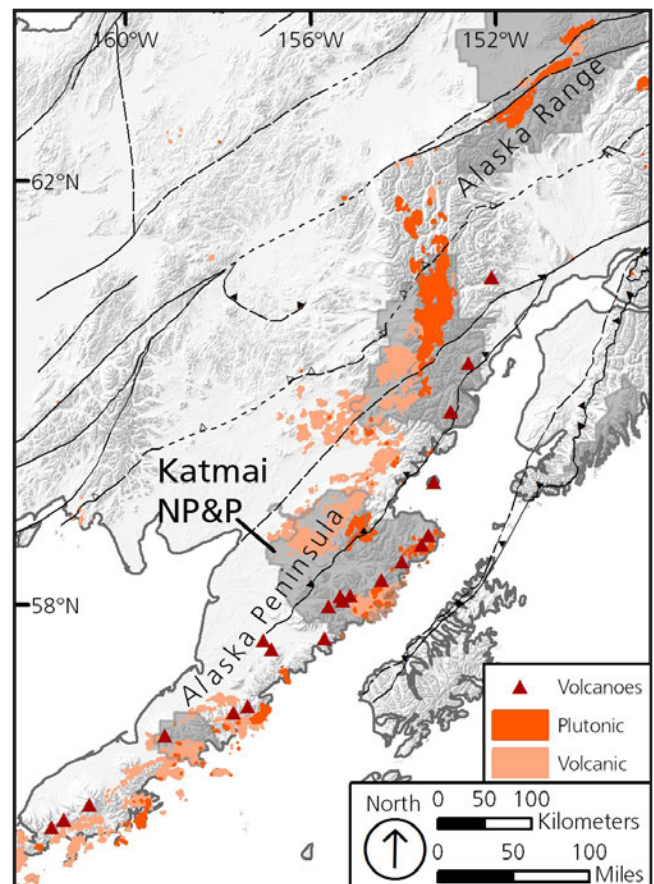 160°W 156°W 152°W
Alaska Range
62°N
Katmai
NP&P
Alaska Peninsula
58°N
Volcanoes
Plutonic
Volcanic
North
0 50 100
Kilometers
0 50 100
Miles